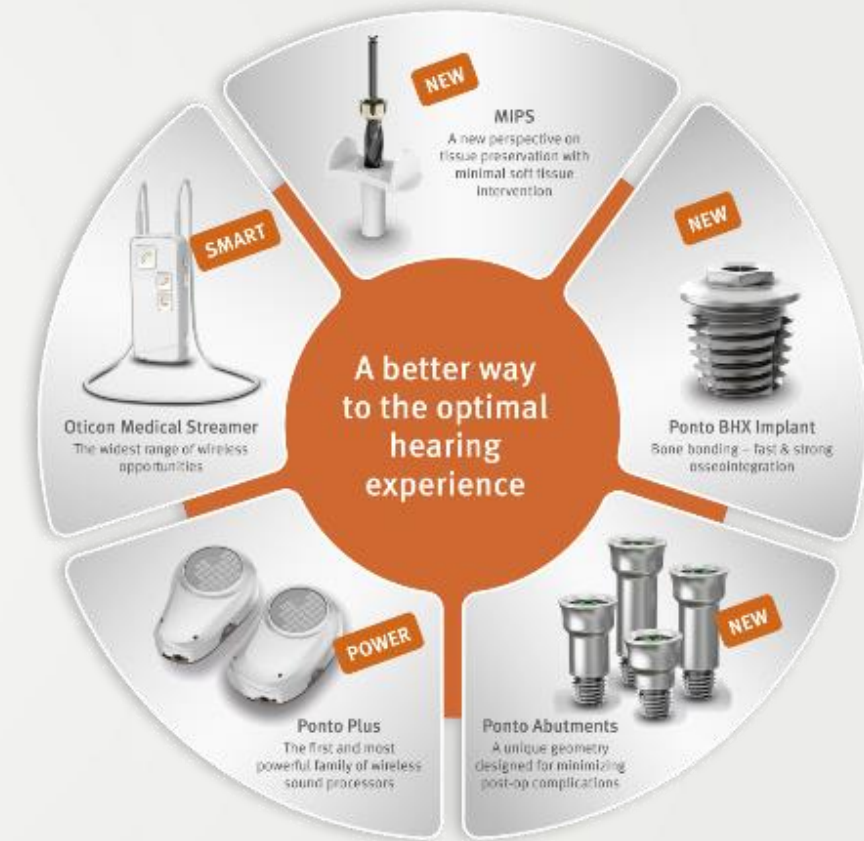 NEW
MIPS
A new perspective on
tissue preservation with
minimal soft tissue
intervention
SMART
Oticon Medical Streamer
The widest range of wireless
opportunities
NEW
Ponto BHX Implant
Bone bonding – fast & strong
osseointegration
A better way
to the optimal
hearing
experience
POWER
Ponto Plus
The first and most
powerful family of wireless
sound processors
NEW
Ponto Abutments
A unique geometry
designed for minimizing
post-op complications